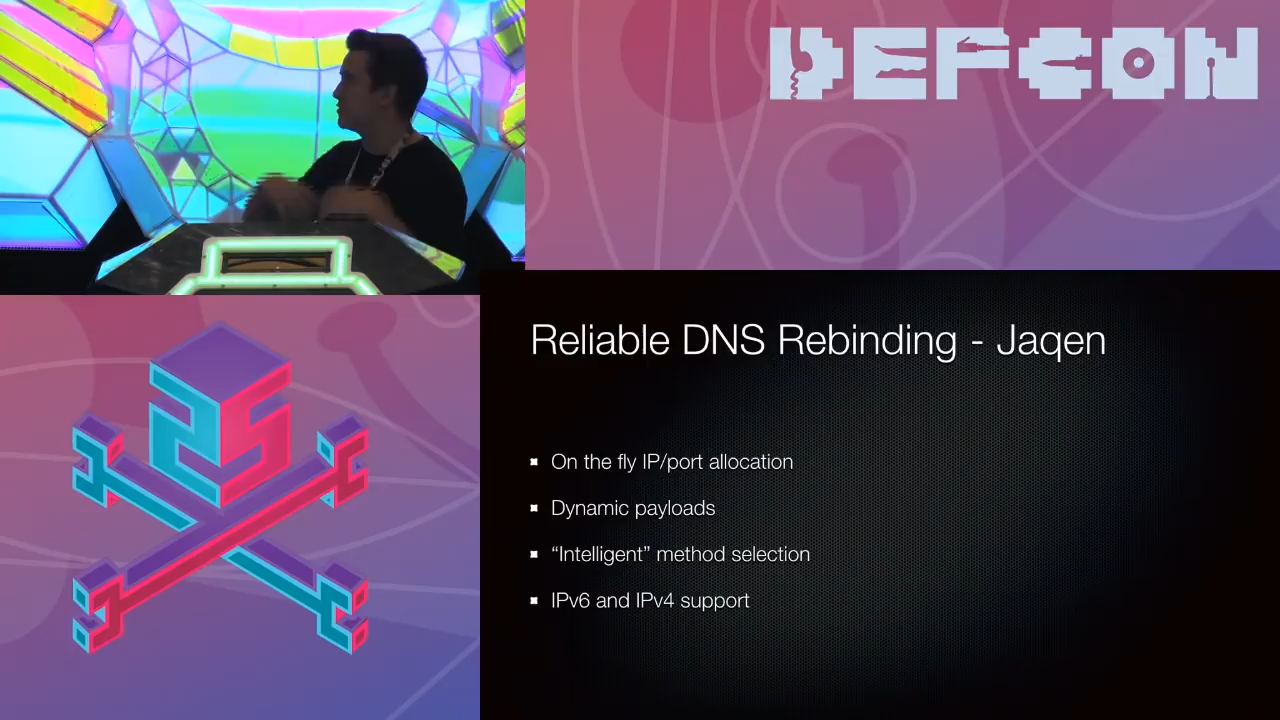 DEFCON
Reliable DNS Rebinding - Jaqen
On the fly IP/port allocation
Dynamic payloads
“Intelligent” method selection
IPv6 and IPv4 support